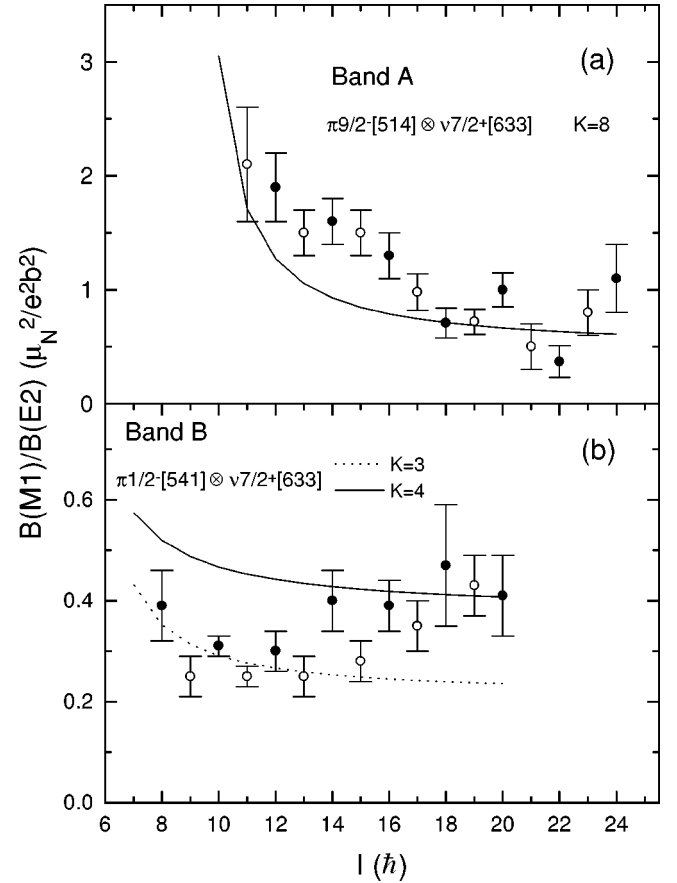 (a)
Band A
π9/2⁻[514] ⊗ ν7/2+[633] K=8
3
2
1
0
B(M1)/B(E2) (μ_N²/e²b²)
Band B
(b)
K=3
π1/2⁻[541] ⊗ ν7/2+[633]
K=4
0.6
0.4
0.2
0.0
6 8 10 12 14 16 18 20 22 24
I (ℏ)